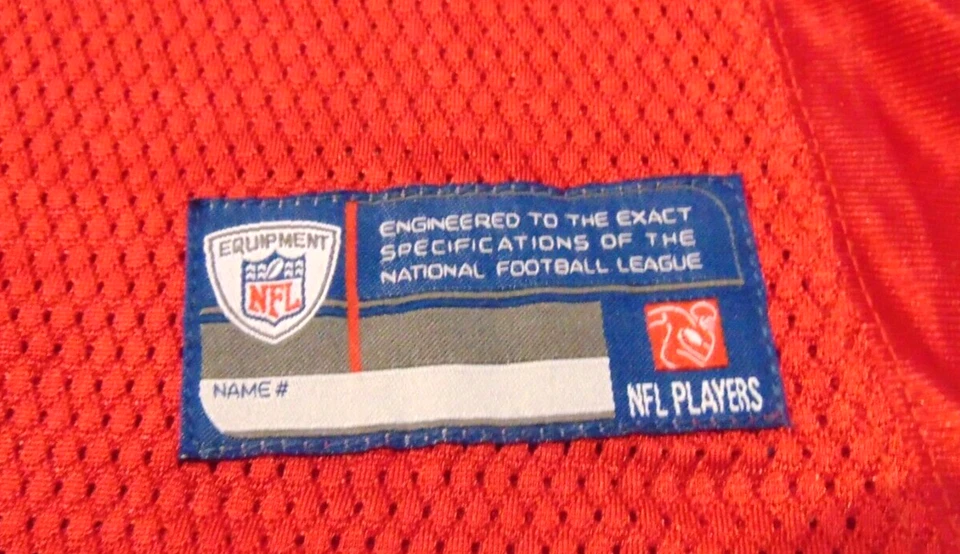 EQUIPMENT
NFL
ENGINEERED TO THE EXACT
SPECIFICATIONS OF THE
NATIONAL FOOTBALL LEAGUE
NAME #
NFL PLAYERS